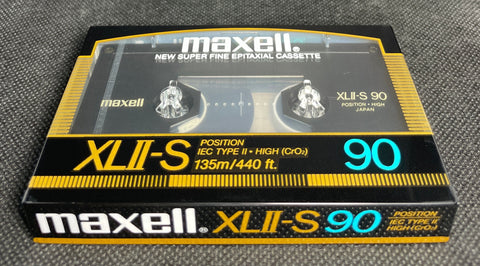 maxell®
NEW SUPER FINE EPITAXIAL CASSETTE
maxell
XLII-S 90
POSITION • HIGH
JAPAN
XLII-S
POSITION
IEC TYPE II • HIGH (CrO₂)
135m/440 ft.
90
maxell® XLII-S 90
POSITION
IEC TYPE II
HIGH (CrO₂)